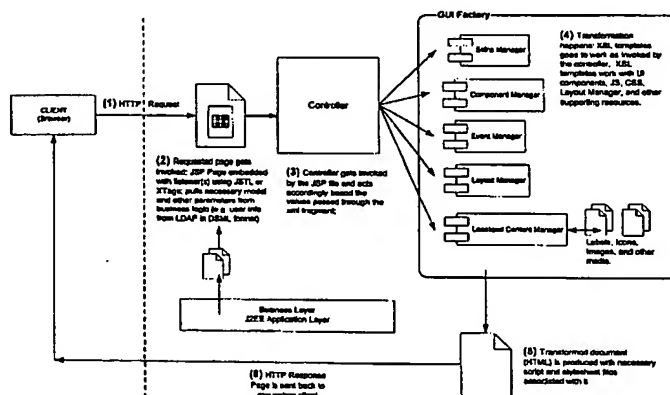 GUI Factory
Skins Manager
Component Manager
Event Manager
Layout Manager
Localized Content Manager
Labels, Icons,
Images, and other
media.
(4) Transformation
happens: XSL templates
goes to work as invoked by
the controller, XSL
templates work with UI
components, JS, CSS,
Layout Manager, and other
supporting resources.
CLIENT
(Browser)
(1) HTTP Request
Controller
(2) Requested page gets
invoked; JSP Page embedded
with listener(s) using JSTL or
XTags; pulls necessary model
and other parameters from
business logic (e.g. user info
from LDAP in DSML format)
(3) Controller gets invoked
by the JSP file and acts
accordingly based the
values passed through the
xml fragment;
Business Layer
J2EE Application Layer
(5) Transformed document
(HTML) is produced with necessary
script and stylesheet files
associated with it
HTTP Response
Page is sent back to